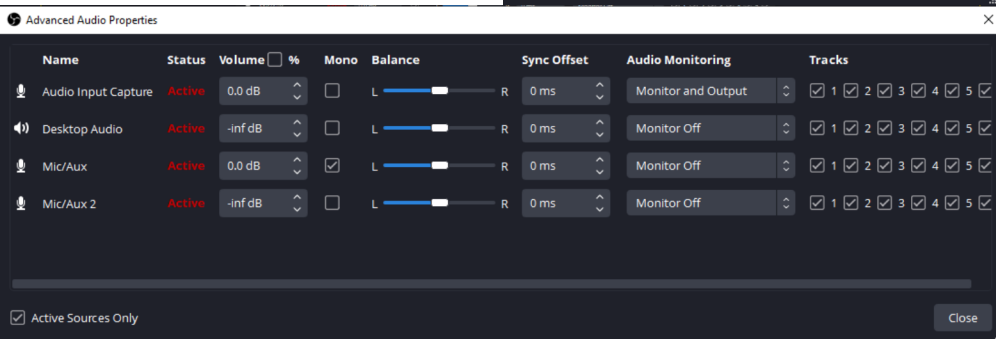 Advanced Audio Properties
Name Status Volume % Mono Balance Sync Offset Audio Monitoring Tracks
Audio Input Capture Active 0.0 dB L R 0 ms Monitor and Output 1 2 3 4 5
Desktop Audio Active -inf dB L R 0 ms Monitor Off 1 2 3 4 5
Mic/Aux Active 0.0 dB L R 0 ms Monitor Off 1 2 3 4 5
Mic/Aux 2 Active -inf dB L R 0 ms Monitor Off 1 2 3 4 5
Active Sources Only Close